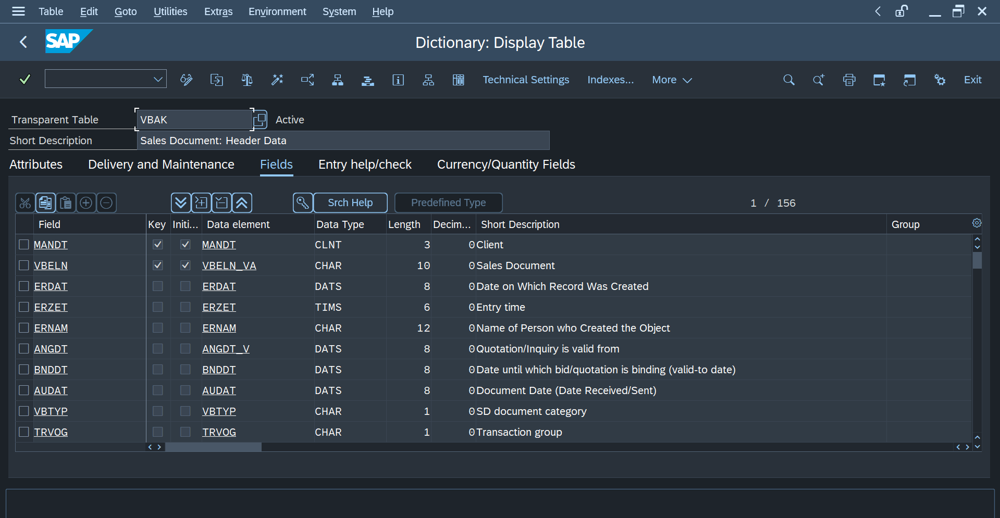 Table Edit Goto Utilities Extras Environment System Help
SAP Dictionary: Display Table
Technical Settings Indexes... More Exit
Transparent Table VBAK Active
Short Description Sales Document: Header Data
Attributes Delivery and Maintenance Fields Entry help/check Currency/Quantity Fields
Srch Help Predefined Type 1 / 156
Field Key Initi... Data element Data Type Length Decim... Short Description Group
MANDT MANDT CLNT 3 0 Client
VBELN VBELN_VA CHAR 10 0 Sales Document
ERDAT ERDAT DATS 8 0 Date on Which Record Was Created
ERZET ERZET TIMS 6 0 Entry time
ERNAM ERNAM CHAR 12 0 Name of Person who Created the Object
ANGDT ANGDT_V DATS 8 0 Quotation/Inquiry is valid from
BNDDT BNDDT DATS 8 0 Date until which bid/quotation is binding (valid-to date)
AUDAT AUDAT DATS 8 0 Document Date (Date Received/Sent)
VBTYP VBTYP CHAR 1 0 SD document category
TRVOG TRVOG CHAR 1 0 Transaction group